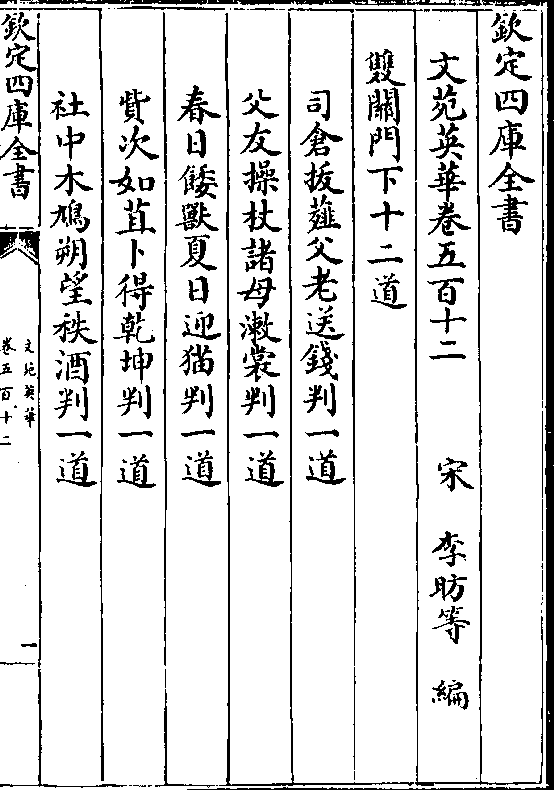 欽定四庫全書
文苑英華卷五百十二　宋　李昉等　編
雙關門下十二道
司倉拔薤父老送錢判一道
父友操杖諸母漱裳判一道
春日餧獸夏日迎猫判一道
貲次如苴卜得乾坤判一道
社中木鳩朔望秩酒判一道
欽定四庫全書
文苑英華
卷五百十二
一